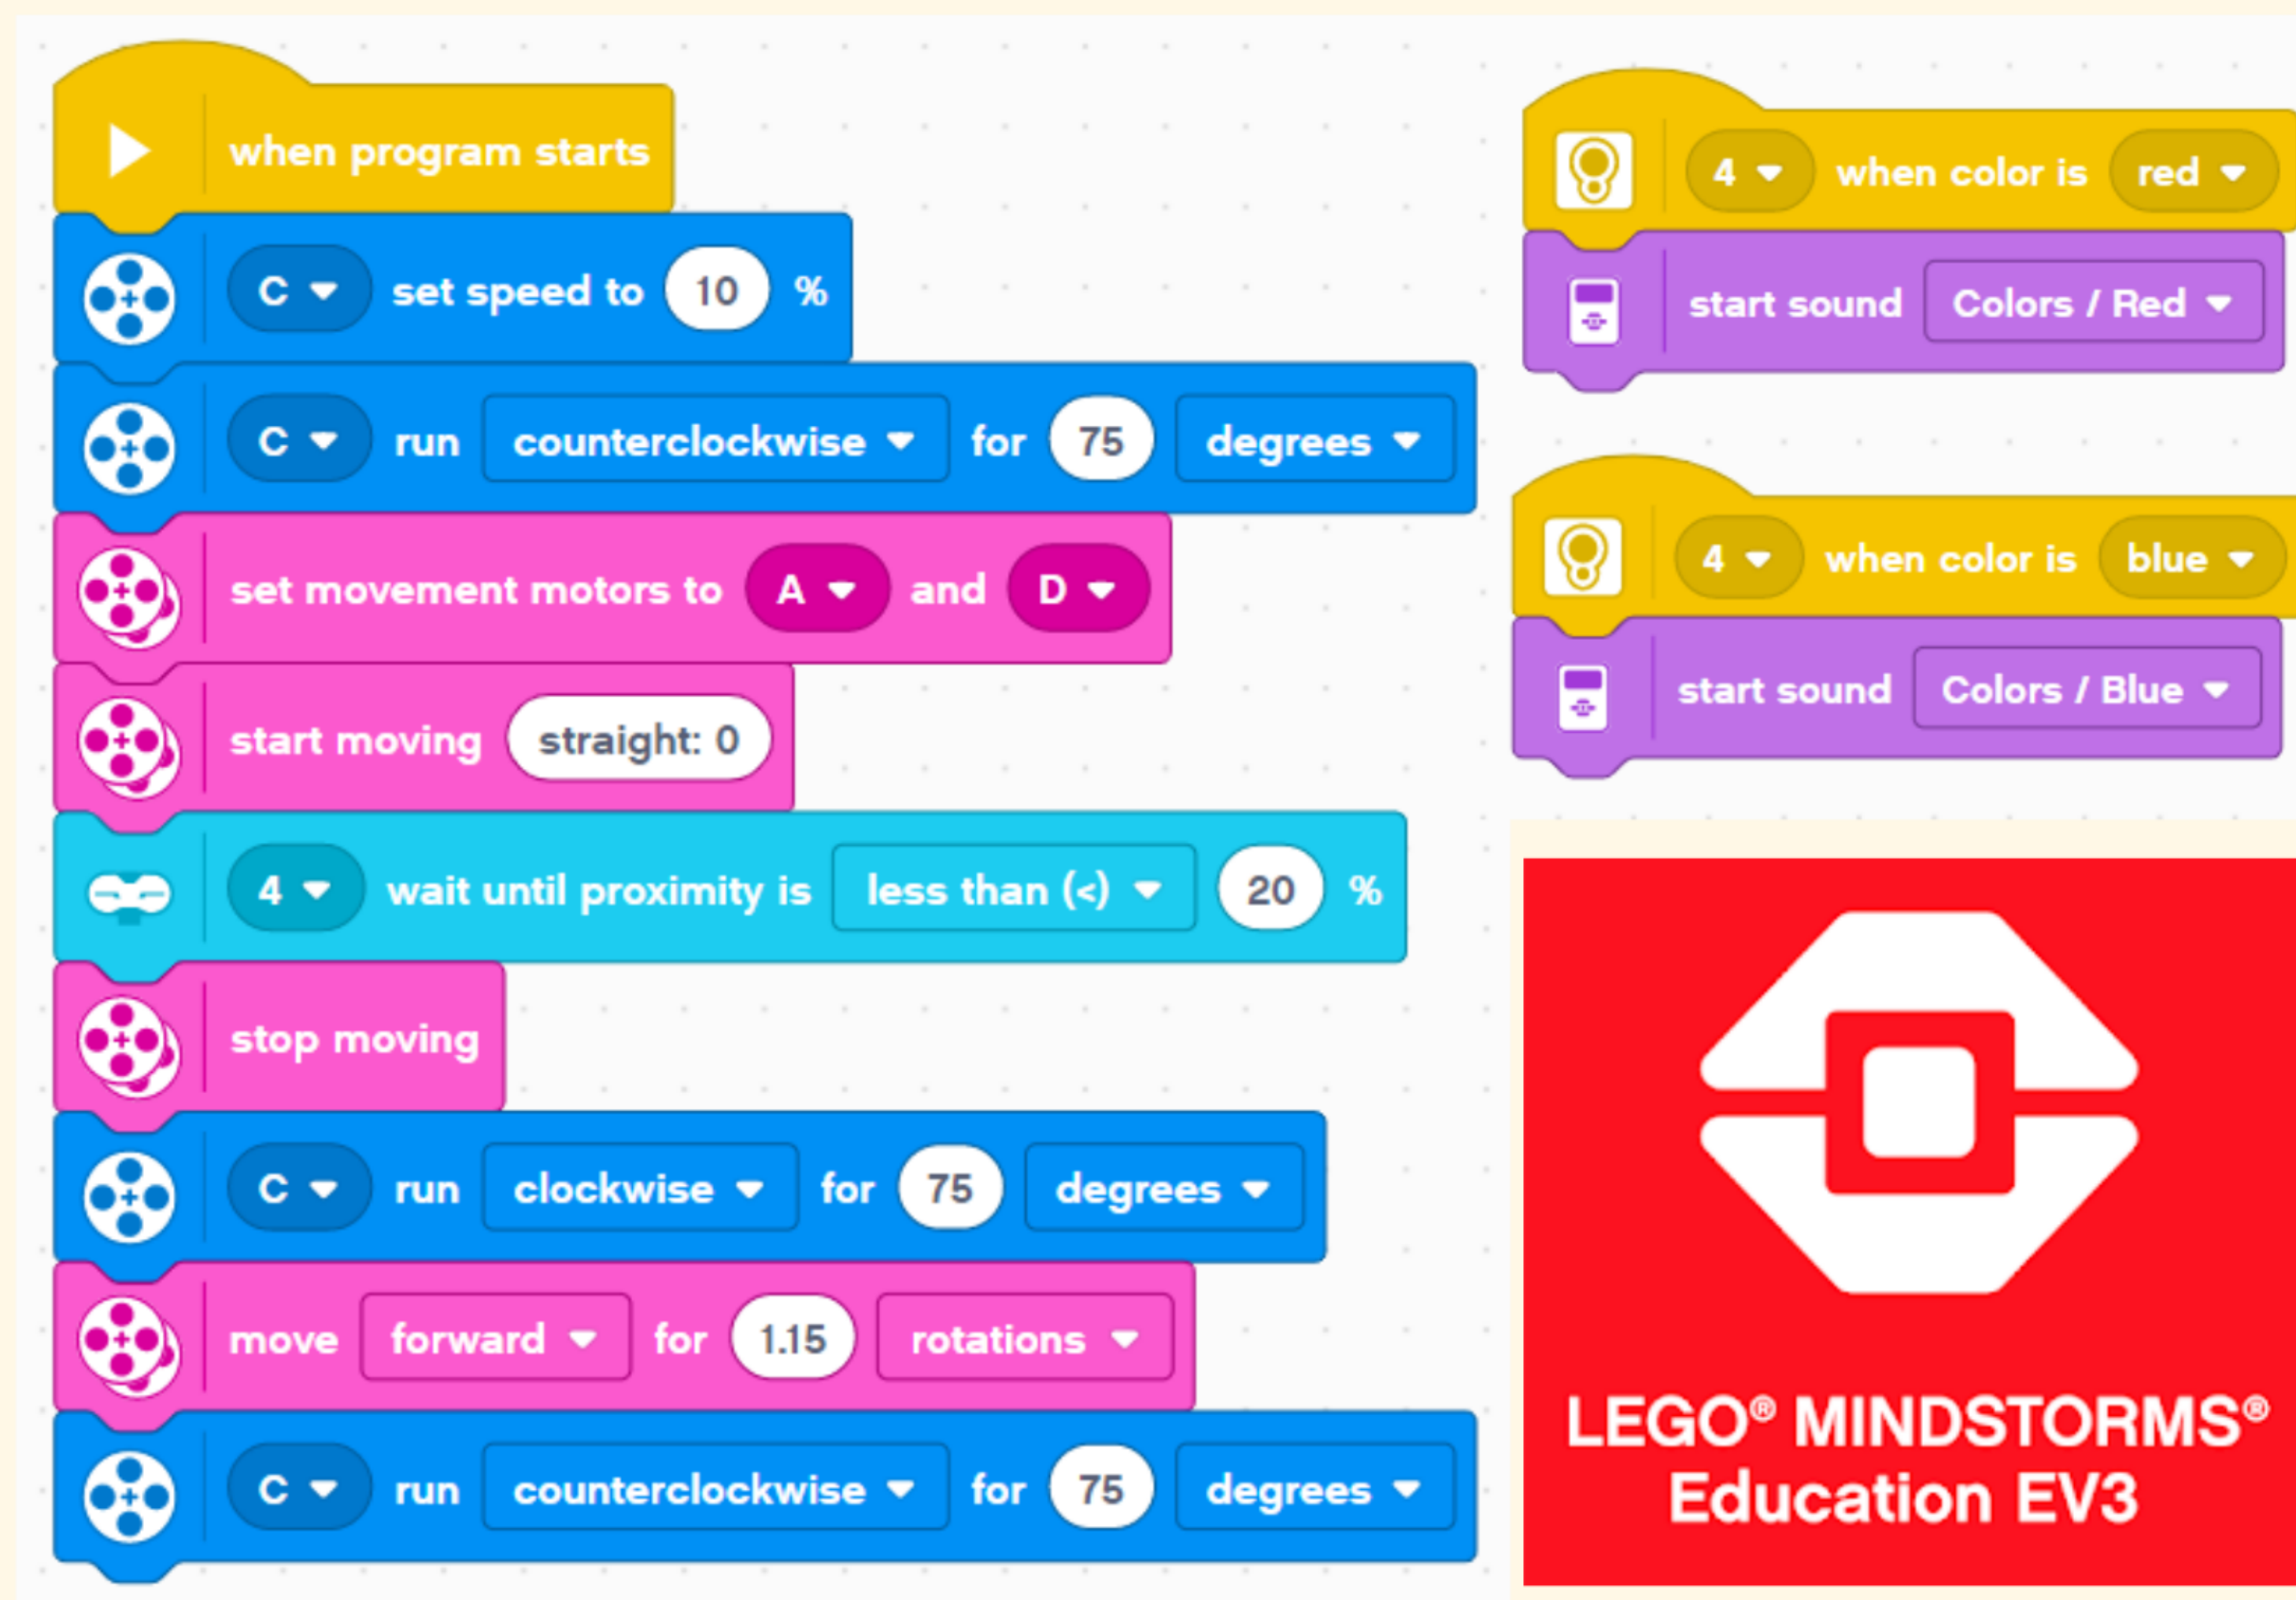 when program starts
C set speed to 10 %
C run counterclockwise for 75 degrees
set movement motors to A and D
start moving straight: 0
4 wait until proximity is less than (<) 20 %
stop moving
C run clockwise for 75 degrees
move forward for 1.15 rotations
C run counterclockwise for 75 degrees
4 when color is red
start sound Colors / Red
4 when color is blue
start sound Colors / Blue
LEGO® MINDSTORMS®
Education EV3